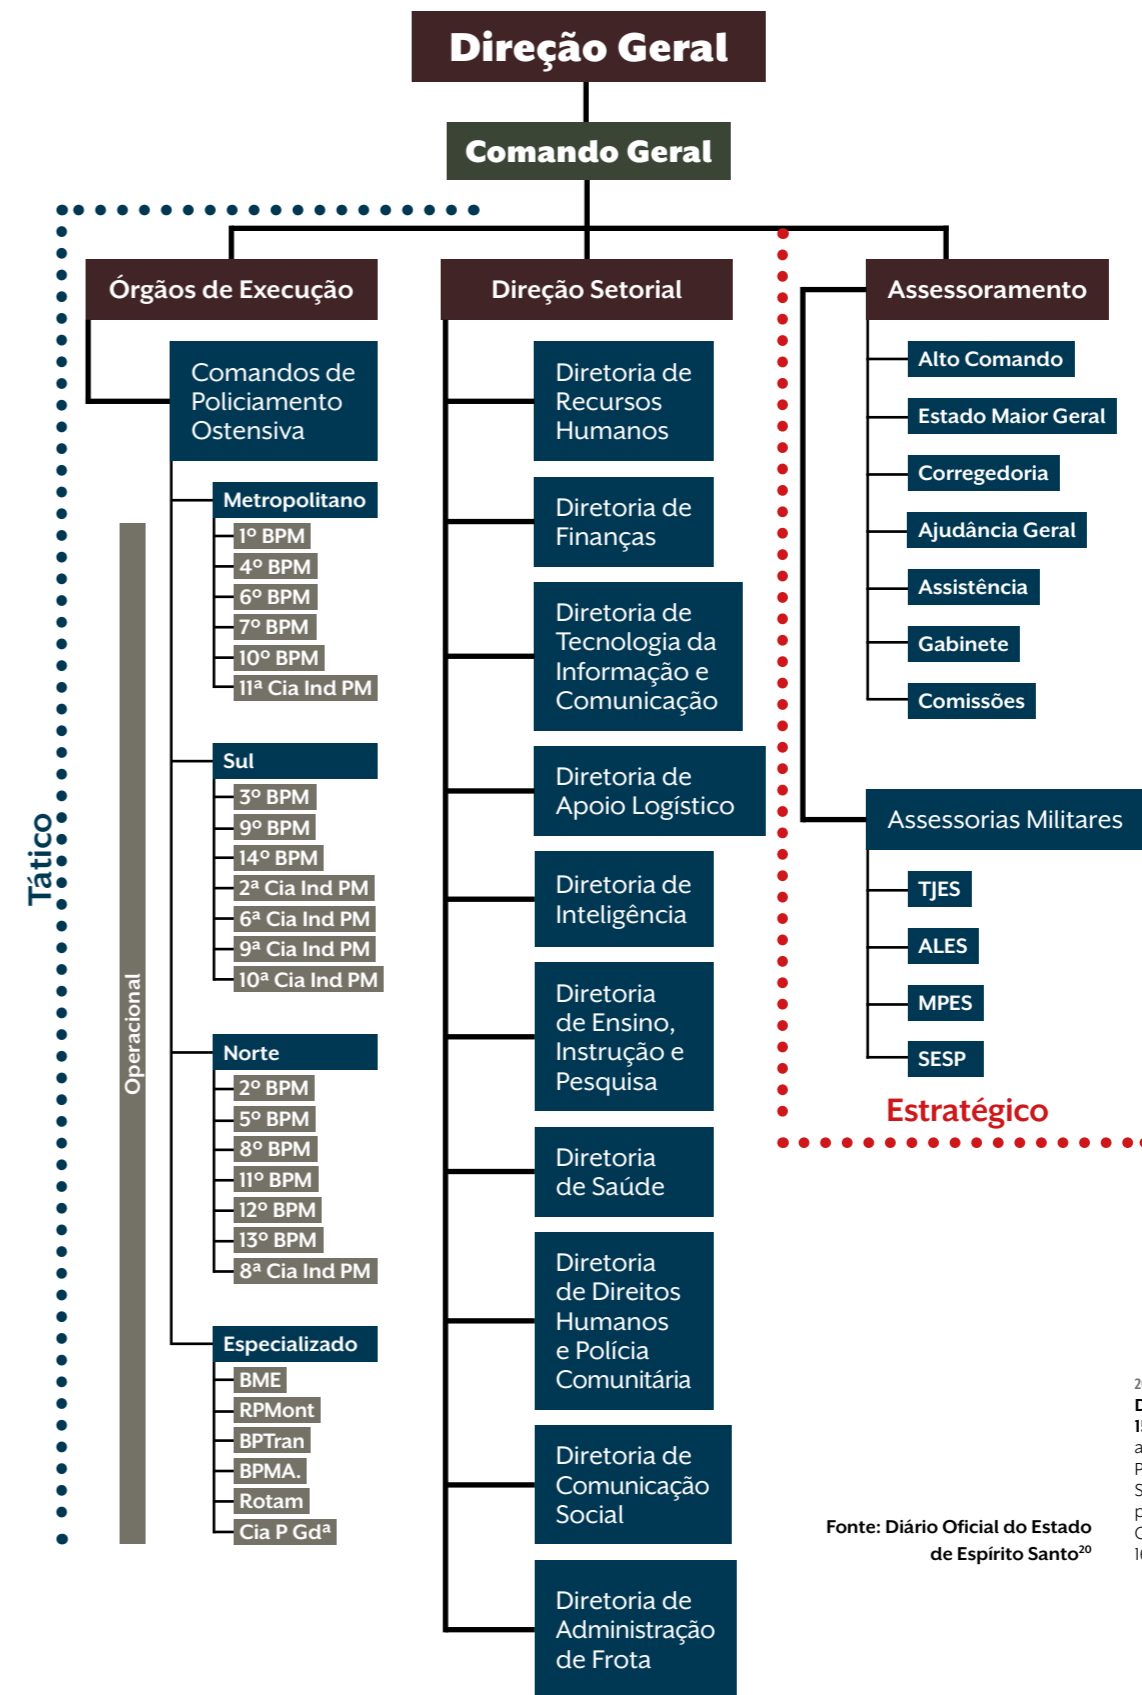 Direção Geral
Comando Geral
Órgãos de Execução
Comandos de
Policiamento
Ostensiva
Metropolitano
1º BPM
4º BPM
6º BPM
7º BPM
10º BPM
11ª Cia Ind PM
Sul
3º BPM
9º BPM
14º BPM
2ª Cia Ind PM
6ª Cia Ind PM
9ª Cia Ind PM
10ª Cia Ind PM
Norte
2º BPM
5º BPM
8º BPM
11º BPM
12º BPM
13º BPM
8ª Cia Ind PM
Especializado
BME
RPMont
BPTran
BPMA.
Rotam
Cia P Gdª
Operacional
Tático
Direção Setorial
Diretoria de
Recursos
Humanos
Diretoria de
Finanças
Diretoria de
Tecnologia da
Informação e
Comunicação
Diretoria de
Apoio Logístico
Diretoria de
Inteligência
Diretoria
de Ensino,
Instrução e
Pesquisa
Diretoria
de Saúde
Diretoria
de Direitos
Humanos
e Polícia
Comunitária
Diretoria de
Comunicação
Social
Diretoria de
Administração
de Frota
Assessoramento
Alto Comando
Estado Maior Geral
Corregedoria
Ajudância Geral
Assistência
Gabinete
Comissões
Assessorias Militares
TJES
ALES
MPES
SESP
Estratégico
Fonte: Diário Oficial do Estado
de Espírito Santo²⁰